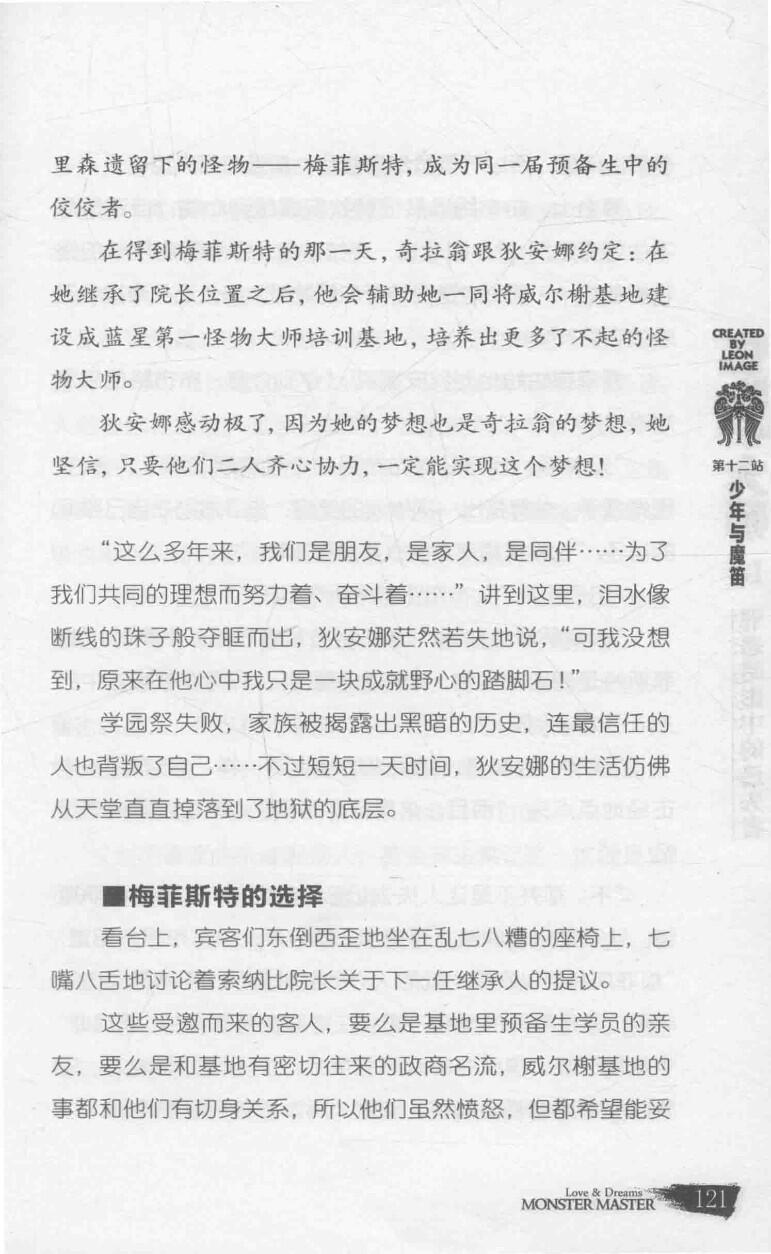 里森遗留下的怪物——梅菲斯特，成为同一届预备生中的
佼佼者。
在得到梅菲斯特的那一天，奇拉翁跟狄安娜约定：在
她继承了院长位置之后，他会辅助她一同将威尔榭基地建
设成蓝星第一怪物大师培训基地，培养出更多了不起的怪
物大师。
狄安娜感动极了，因为她的梦想也是奇拉翁的梦想，她
坚信，只要他们二人齐心协力，一定能实现这个梦想！
“这么多年来，我们是朋友，是家人，是同伴……为了
我们共同的理想而努力着、奋斗着……”讲到这里，泪水像
断线的珠子般夺眶而出，狄安娜茫然若失地说，“可我没想
到，原来在他心中我只是一块成就野心的踏脚石！”
学园祭失败，家族被揭露出黑暗的历史，连最信任的
人也背叛了自己……不过短短一天时间，狄安娜的生活仿佛
从天堂直直掉落到了地狱的底层。
■梅菲斯特的选择
看台上，宾客们东倒西歪地坐在乱七八糟的座椅上，七
嘴八舌地讨论着索纳比院长关于下一任继承人的提议。
这些受邀而来的客人，要么是基地里预备生学员的亲
友，要么是和基地有密切往来的政商名流，威尔榭基地的
事都和他们有切身关系，所以他们虽然愤怒，但都希望能妥
CREATED
BY
LEON
IMAGE
第十二站
少年与魔笛
Love & Dreams
MONSTER MASTER
121